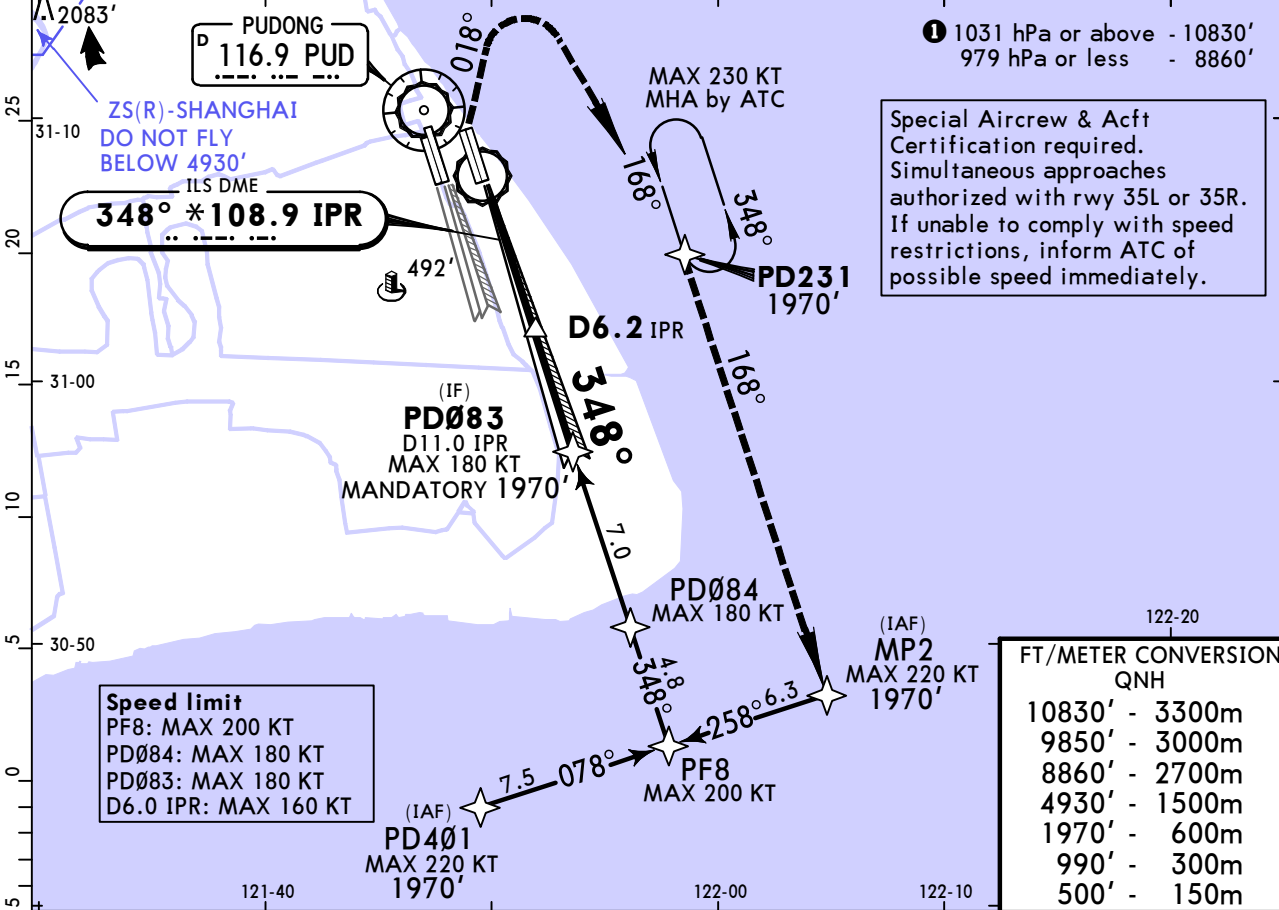 2083'
PUDONG
D 116.9 PUD
018°
❶ 1031 hPa or above - 10830'
979 hPa or less - 8860'
MAX 230 KT
MHA by ATC
ZS(R)-SHANGHAI
DO NOT FLY
BELOW 4930'
Special Aircrew & Acft
Certification required.
Simultaneous approaches
authorized with rwy 35L or 35R.
If unable to comply with speed
restrictions, inform ATC of
possible speed immediately.
25
31-10
ILS DME
348° *108.9 IPR
168°
348°
20
492'
PD231
1970'
D6.2 IPR
168°
15
31-00
348°
(IF)
PDØ83
D11.0 IPR
MAX 180 KT
MANDATORY 1970'
10
7.0
PDØ84
MAX 180 KT
5
30-50
4.8
348°
(IAF)
MP2
MAX 220 KT
1970'
6.3
258°
122-20
FT/METER CONVERSION
QNH
10830' - 3300m
9850' - 3000m
8860' - 2700m
4930' - 1500m
1970' - 600m
990' - 300m
500' - 150m
Speed limit
PF8: MAX 200 KT
PDØ84: MAX 180 KT
PDØ83: MAX 180 KT
D6.0 IPR: MAX 160 KT
0
7.5
078°
PF8
MAX 200 KT
(IAF)
PD4Ø1
MAX 220 KT
1970'
5
121-40
122-00
122-10